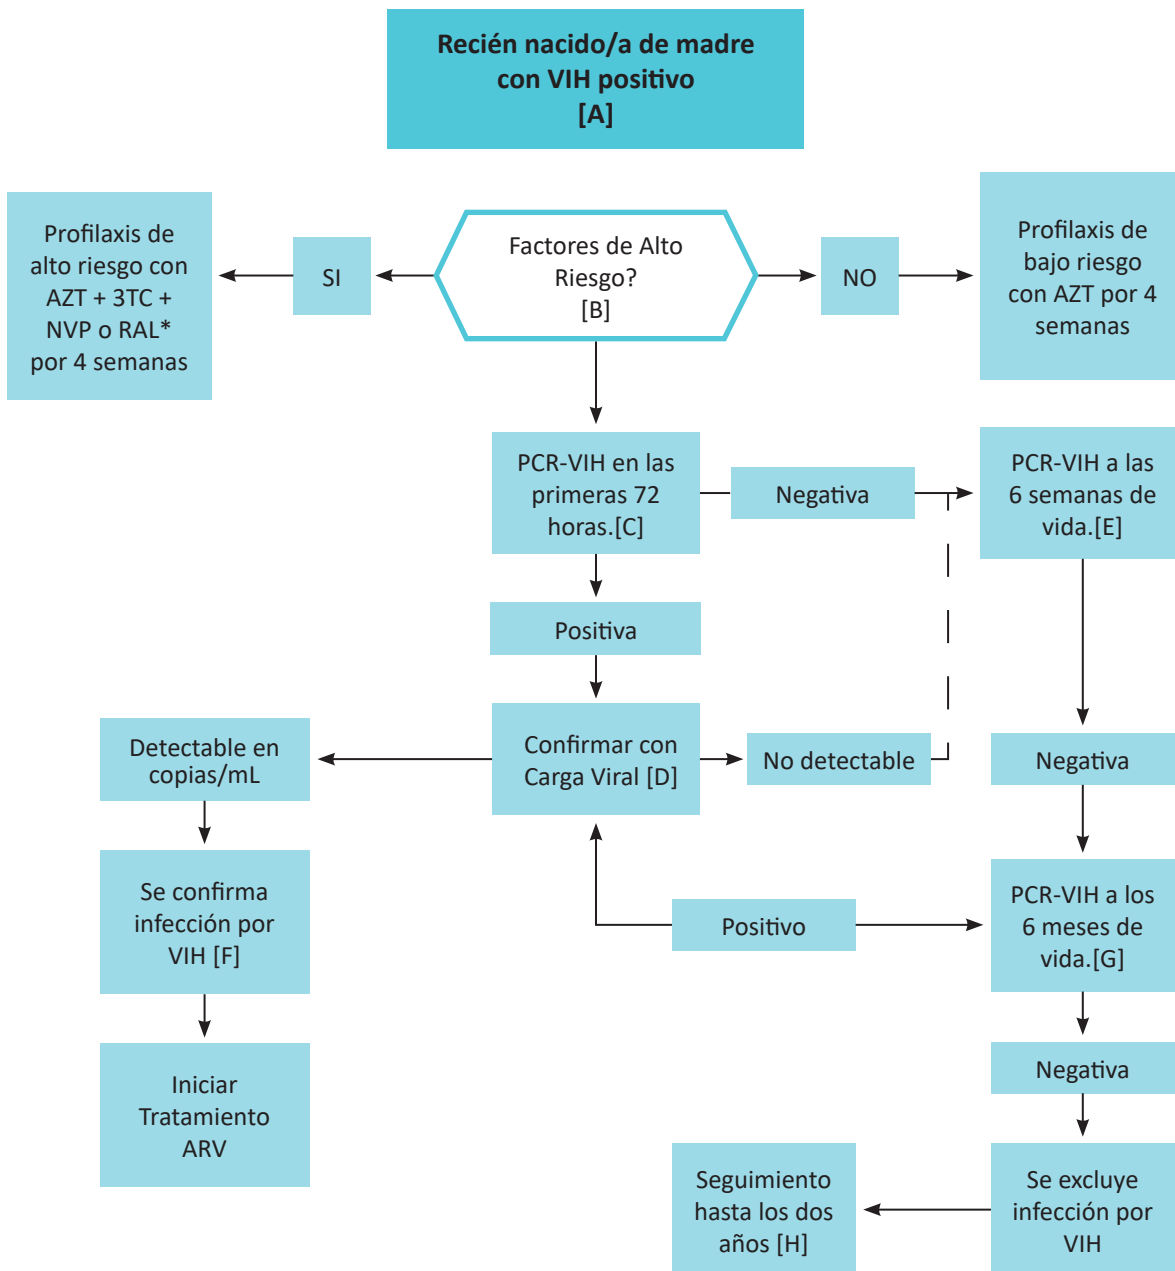 Recién nacido/a de madre
con VIH positivo
[A]
Profilaxis de
alto riesgo con
AZT + 3TC +
NVP o RAL*
por 4 semanas
SI
Factores de Alto
Riesgo?
[B]
NO
Profilaxis de
bajo riesgo
con AZT por 4
semanas
PCR-VIH en las
primeras 72
horas.[C]
Negativa
PCR-VIH a las
6 semanas de
vida.[E]
Positiva
Detectable en
copias/mL
Confirmar con
Carga Viral [D]
No detectable
Negativa
Se confirma
infección por
VIH [F]
Positivo
PCR-VIH a los
6 meses de
vida.[G]
Iniciar
Tratamiento
ARV
Negativa
Seguimiento
hasta los dos
años [H]
Se excluye
infección por
VIH